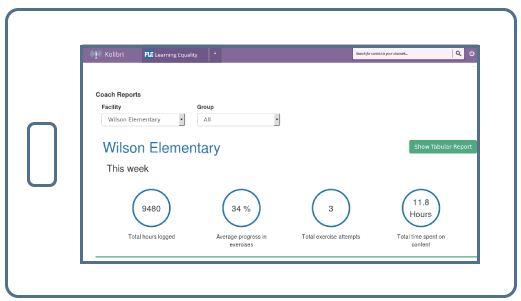 Kolibri
FLE Learning Equality
Search for content in your channels...
Coach Reports
Facility
Group
Wilson Elementary
All
Wilson Elementary
Show Tabular Report
This week
9480
34 %
3
11.8
Hours
Total hours logged
Average progress in
exercises
Total exercise attempts
Total time spent on
content